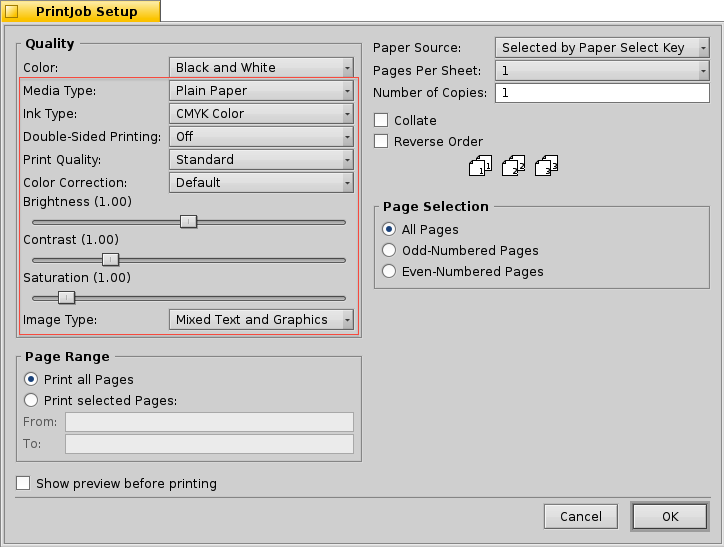 PrintJob Setup
Quality
Color: Black and White
Media Type: Plain Paper
Ink Type: CMYK Color
Double-Sided Printing: Off
Print Quality: Standard
Color Correction: Default
Brightness (1.00)
Contrast (1.00)
Saturation (1.00)
Image Type: Mixed Text and Graphics
Page Range
Print all Pages
Print selected Pages:
From:
To:
Show preview before printing
Paper Source: Selected by Paper Select Key
Pages Per Sheet: 1
Number of Copies: 1
Collate
Reverse Order
1 1 2 2 3 3
Page Selection
All Pages
Odd-Numbered Pages
Even-Numbered Pages
Cancel OK